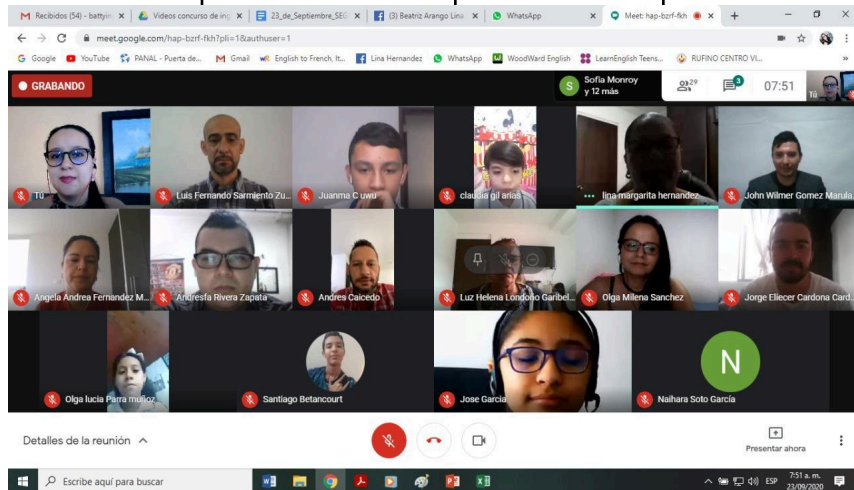 Recibidos (54) - battyin
Videos concurso de ing
23_de_Septiembre_SEG
(3) Beatriz Arango Lina
WhatsApp
Meet: hap-bzrf-fkh
meet.google.com/hap-bzrf-fkh?pli=1&authuser=1
Google
YouTube
PANAL - Puerta de...
Gmail
English to French, It...
Lina Hernandez
WhatsApp
WoodWard English
LearnEnglish Teens...
RUFINO CENTRO VI...
GRABANDO
S
Sofia Monroy
y 12 más
29
3
07:51
Tú
Tú
Luis Fernando Sarmiento Zu...
Juanma C uwu
claudia gil arias
lina margarita hernandez
John Wilmer Gomez Marula
Angela Andrea Fernandez M...
Andresfa Rivera Zapata
Andres Caicedo
Luz Helena Londoño Garibel...
Olga Milena Sanchez
Jorge Eliecer Cardona Card...
Olga lucia Parra muñoz
Santiago Betancourt
Jose Garcia
N
Naihara Soto García
Detalles de la reunión
Presentar ahora
Escribe aquí para buscar
ESP
7:51 a. m.
23/09/2020